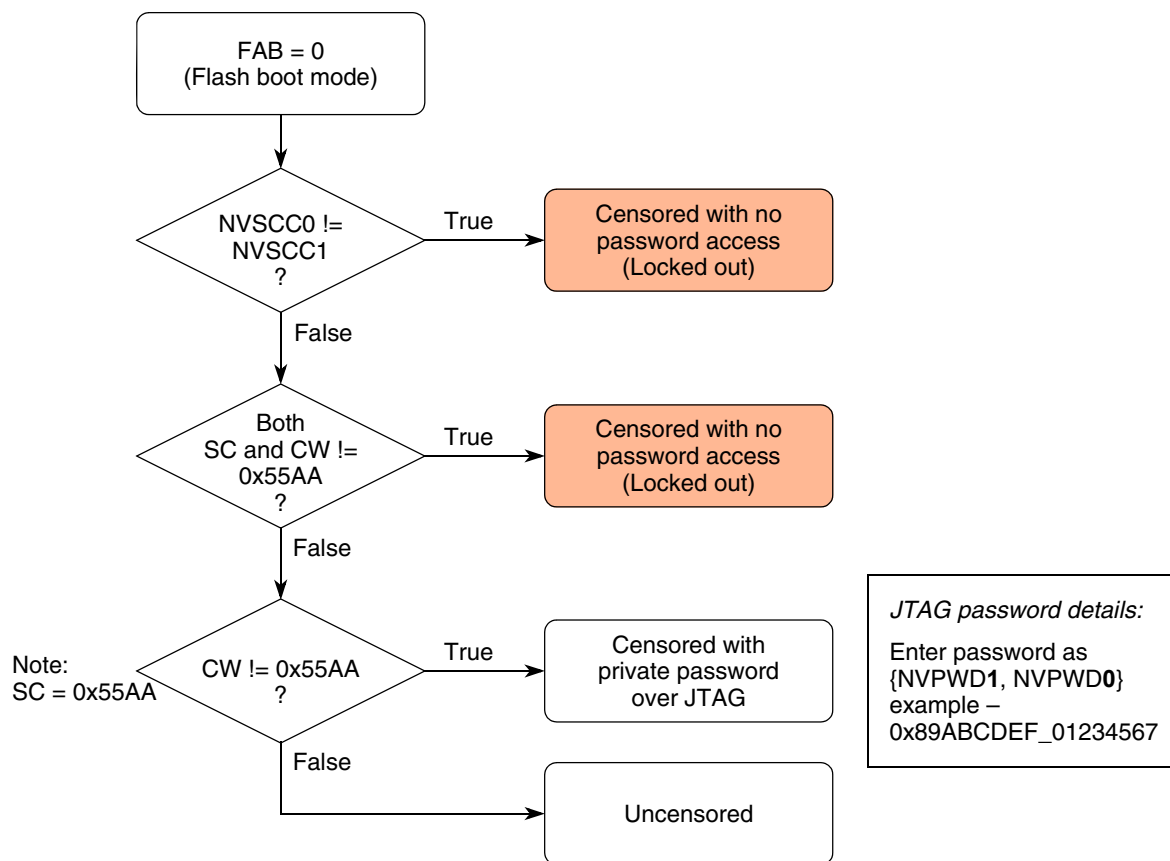 FAB = 0
(Flash boot mode)
NVSCC0 !=
NVSCC1
?
True
Censored with no
password access
(Locked out)
False
Both
SC and CW !=
0x55AA
?
True
Censored with no
password access
(Locked out)
False
Note:
SC = 0x55AA
CW != 0x55AA
?
True
Censored with
private password
over JTAG
JTAG password details:
Enter password as
{NVPWD1, NVPWD0}
example –
0x89ABCDEF_01234567
False
Uncensored